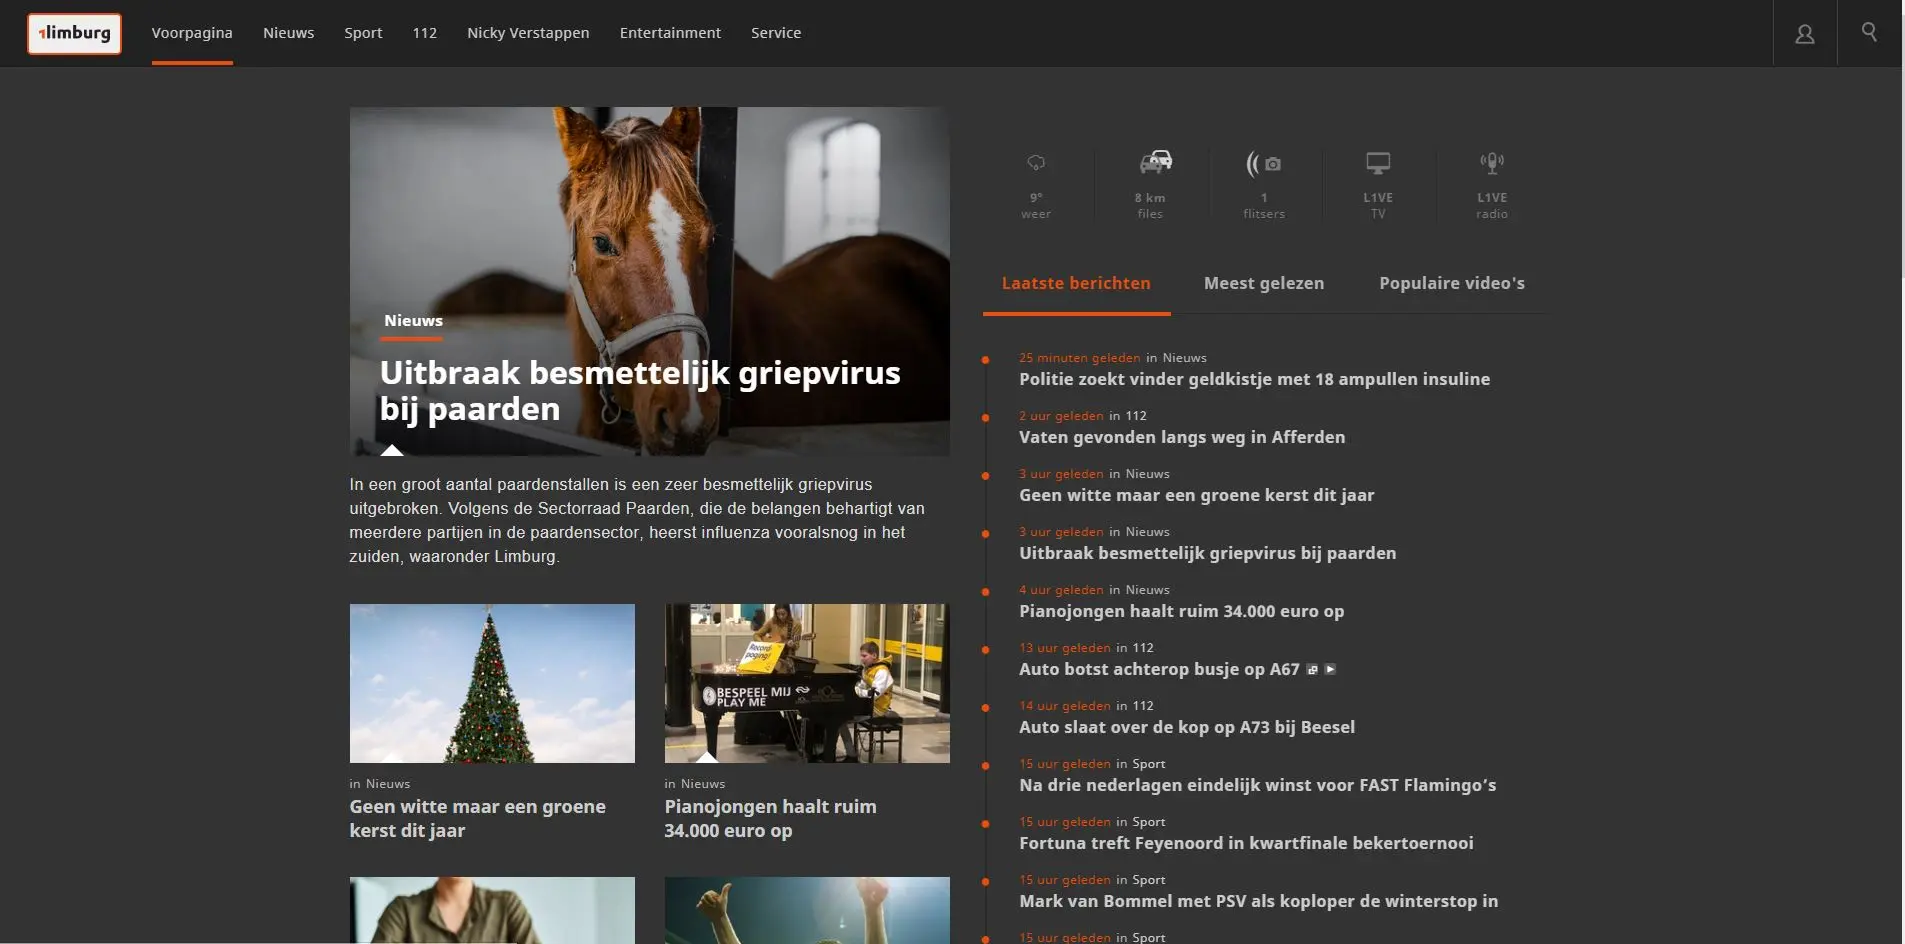 1limburg
Voorpagina
Nieuws
Sport
112
Nicky Verstappen
Entertainment
Service
Nieuws
Uitbraak besmettelijk griepvirus
bij paarden
In een groot aantal paardenstallen is een zeer besmettelijk griepvirus
uitgebroken. Volgens de Sectorraad Paarden, die de belangen behartigt van
meerdere partijen in de paardensector, heerst influenza vooralsnog in het
zuiden, waaronder Limburg.
Record-
poging!
BESPEEL MIJ
PLAY ME
in Nieuws
Geen witte maar een groene
kerst dit jaar
in Nieuws
Pianojongen haalt ruim
34.000 euro op
9°
weer
8 km
files
1
flitsers
L1VE
TV
L1VE
radio
Laatste berichten
Meest gelezen
Populaire video's
25 minuten geleden in Nieuws
Politie zoekt vinder geldkistje met 18 ampullen insuline
2 uur geleden in 112
Vaten gevonden langs weg in Afferden
3 uur geleden in Nieuws
Geen witte maar een groene kerst dit jaar
3 uur geleden in Nieuws
Uitbraak besmettelijk griepvirus bij paarden
4 uur geleden in Nieuws
Pianojongen haalt ruim 34.000 euro op
13 uur geleden in 112
Auto botst achterop busje op A67
14 uur geleden in 112
Auto slaat over de kop op A73 bij Beesel
15 uur geleden in Sport
Na drie nederlagen eindelijk winst voor FAST Flamingo's
15 uur geleden in Sport
Fortuna treft Feyenoord in kwartfinale bekertoernooi
15 uur geleden in Sport
Mark van Bommel met PSV als koploper de winterstop in
15 uur geleden in Sport